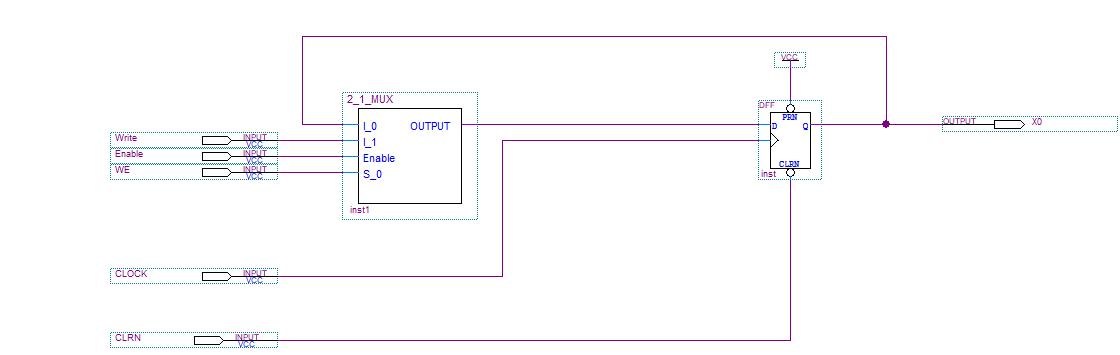 VCC
2_1_MUX
DFF
PRN
I_0 OUTPUT
D Q
OUTPUT X0
Write INPUT
VCC
I_1
Enable INPUT
VCC
Enable
CLRN
WE INPUT
VCC
S_0
inst
inst1
CLOCK INPUT
VCC
CLRN INPUT
VCC